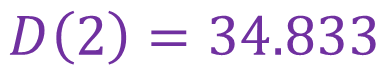 D(2) = 34.833